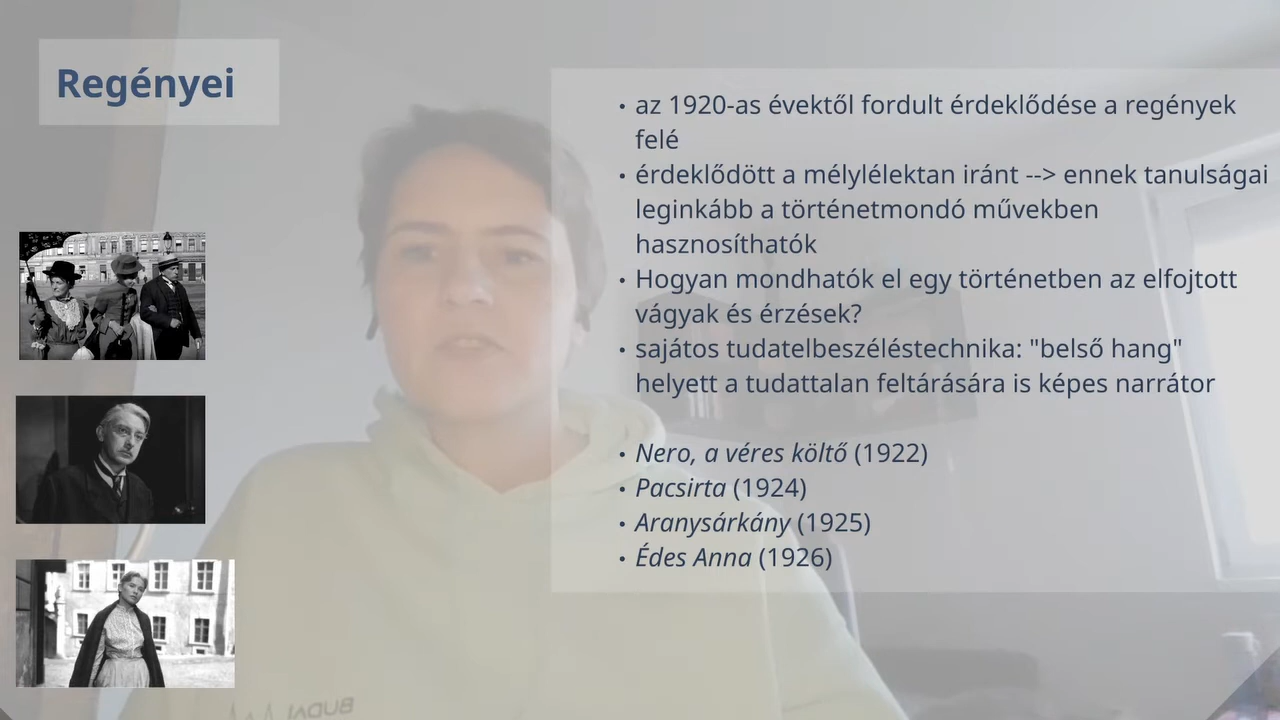 Regényei
• az 1920-as évektől fordult érdeklődése a regények
felé
• érdeklődött a mélylélektan iránt --> ennek tanulságai
leginkább a történetmondó művekben
hasznosíthatók
• Hogyan mondhatók el egy történetben az elfojtott
vágyak és érzések?
• sajátos tudatelbeszéléstechnika: "belső hang"
helyett a tudattalan feltárására is képes narrátor
• Nero, a véres költő (1922)
• Pacsirta (1924)
• Aranysárkány (1925)
• Édes Anna (1926)